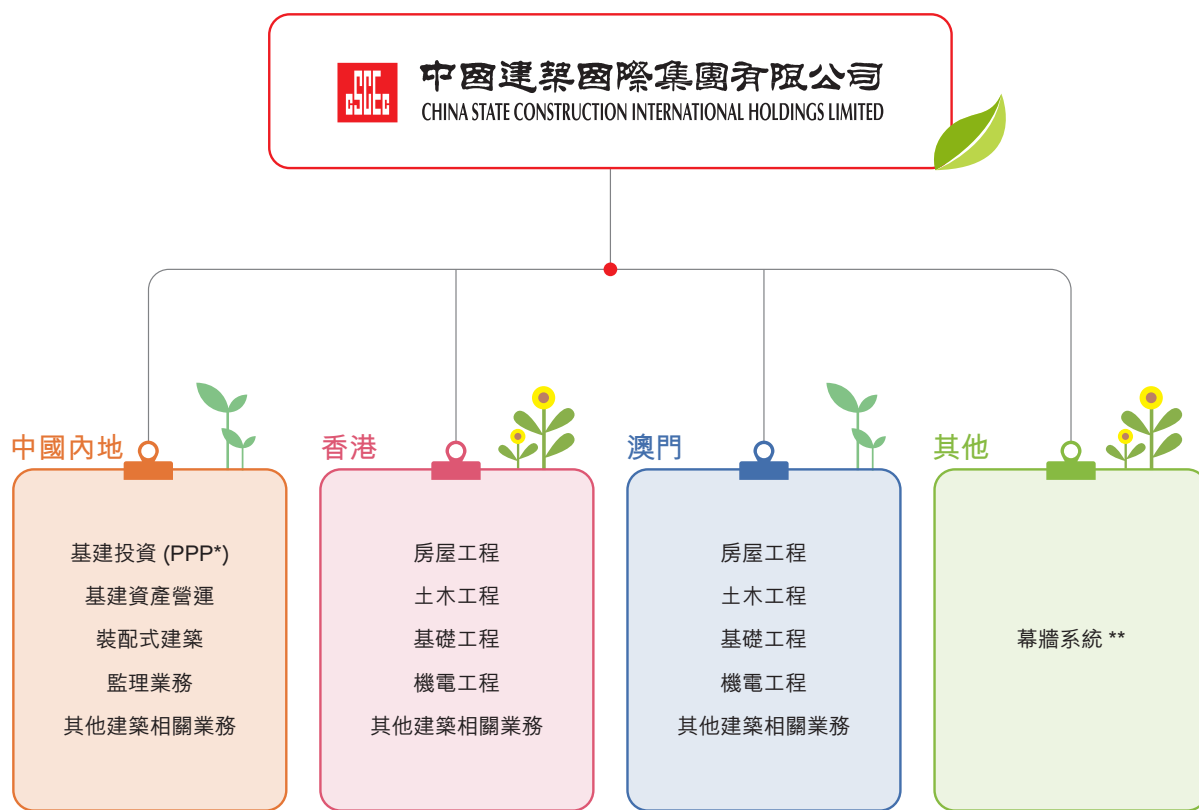 CSCEC
中國建築國際集團有限公司
CHINA STATE CONSTRUCTION INTERNATIONAL HOLDINGS LIMITED
中國內地
基建投資 (PPP*)
基建資產營運
裝配式建築
監理業務
其他建築相關業務
香港
房屋工程
土木工程
基礎工程
機電工程
其他建築相關業務
澳門
房屋工程
土木工程
基礎工程
機電工程
其他建築相關業務
其他
幕牆系統 **